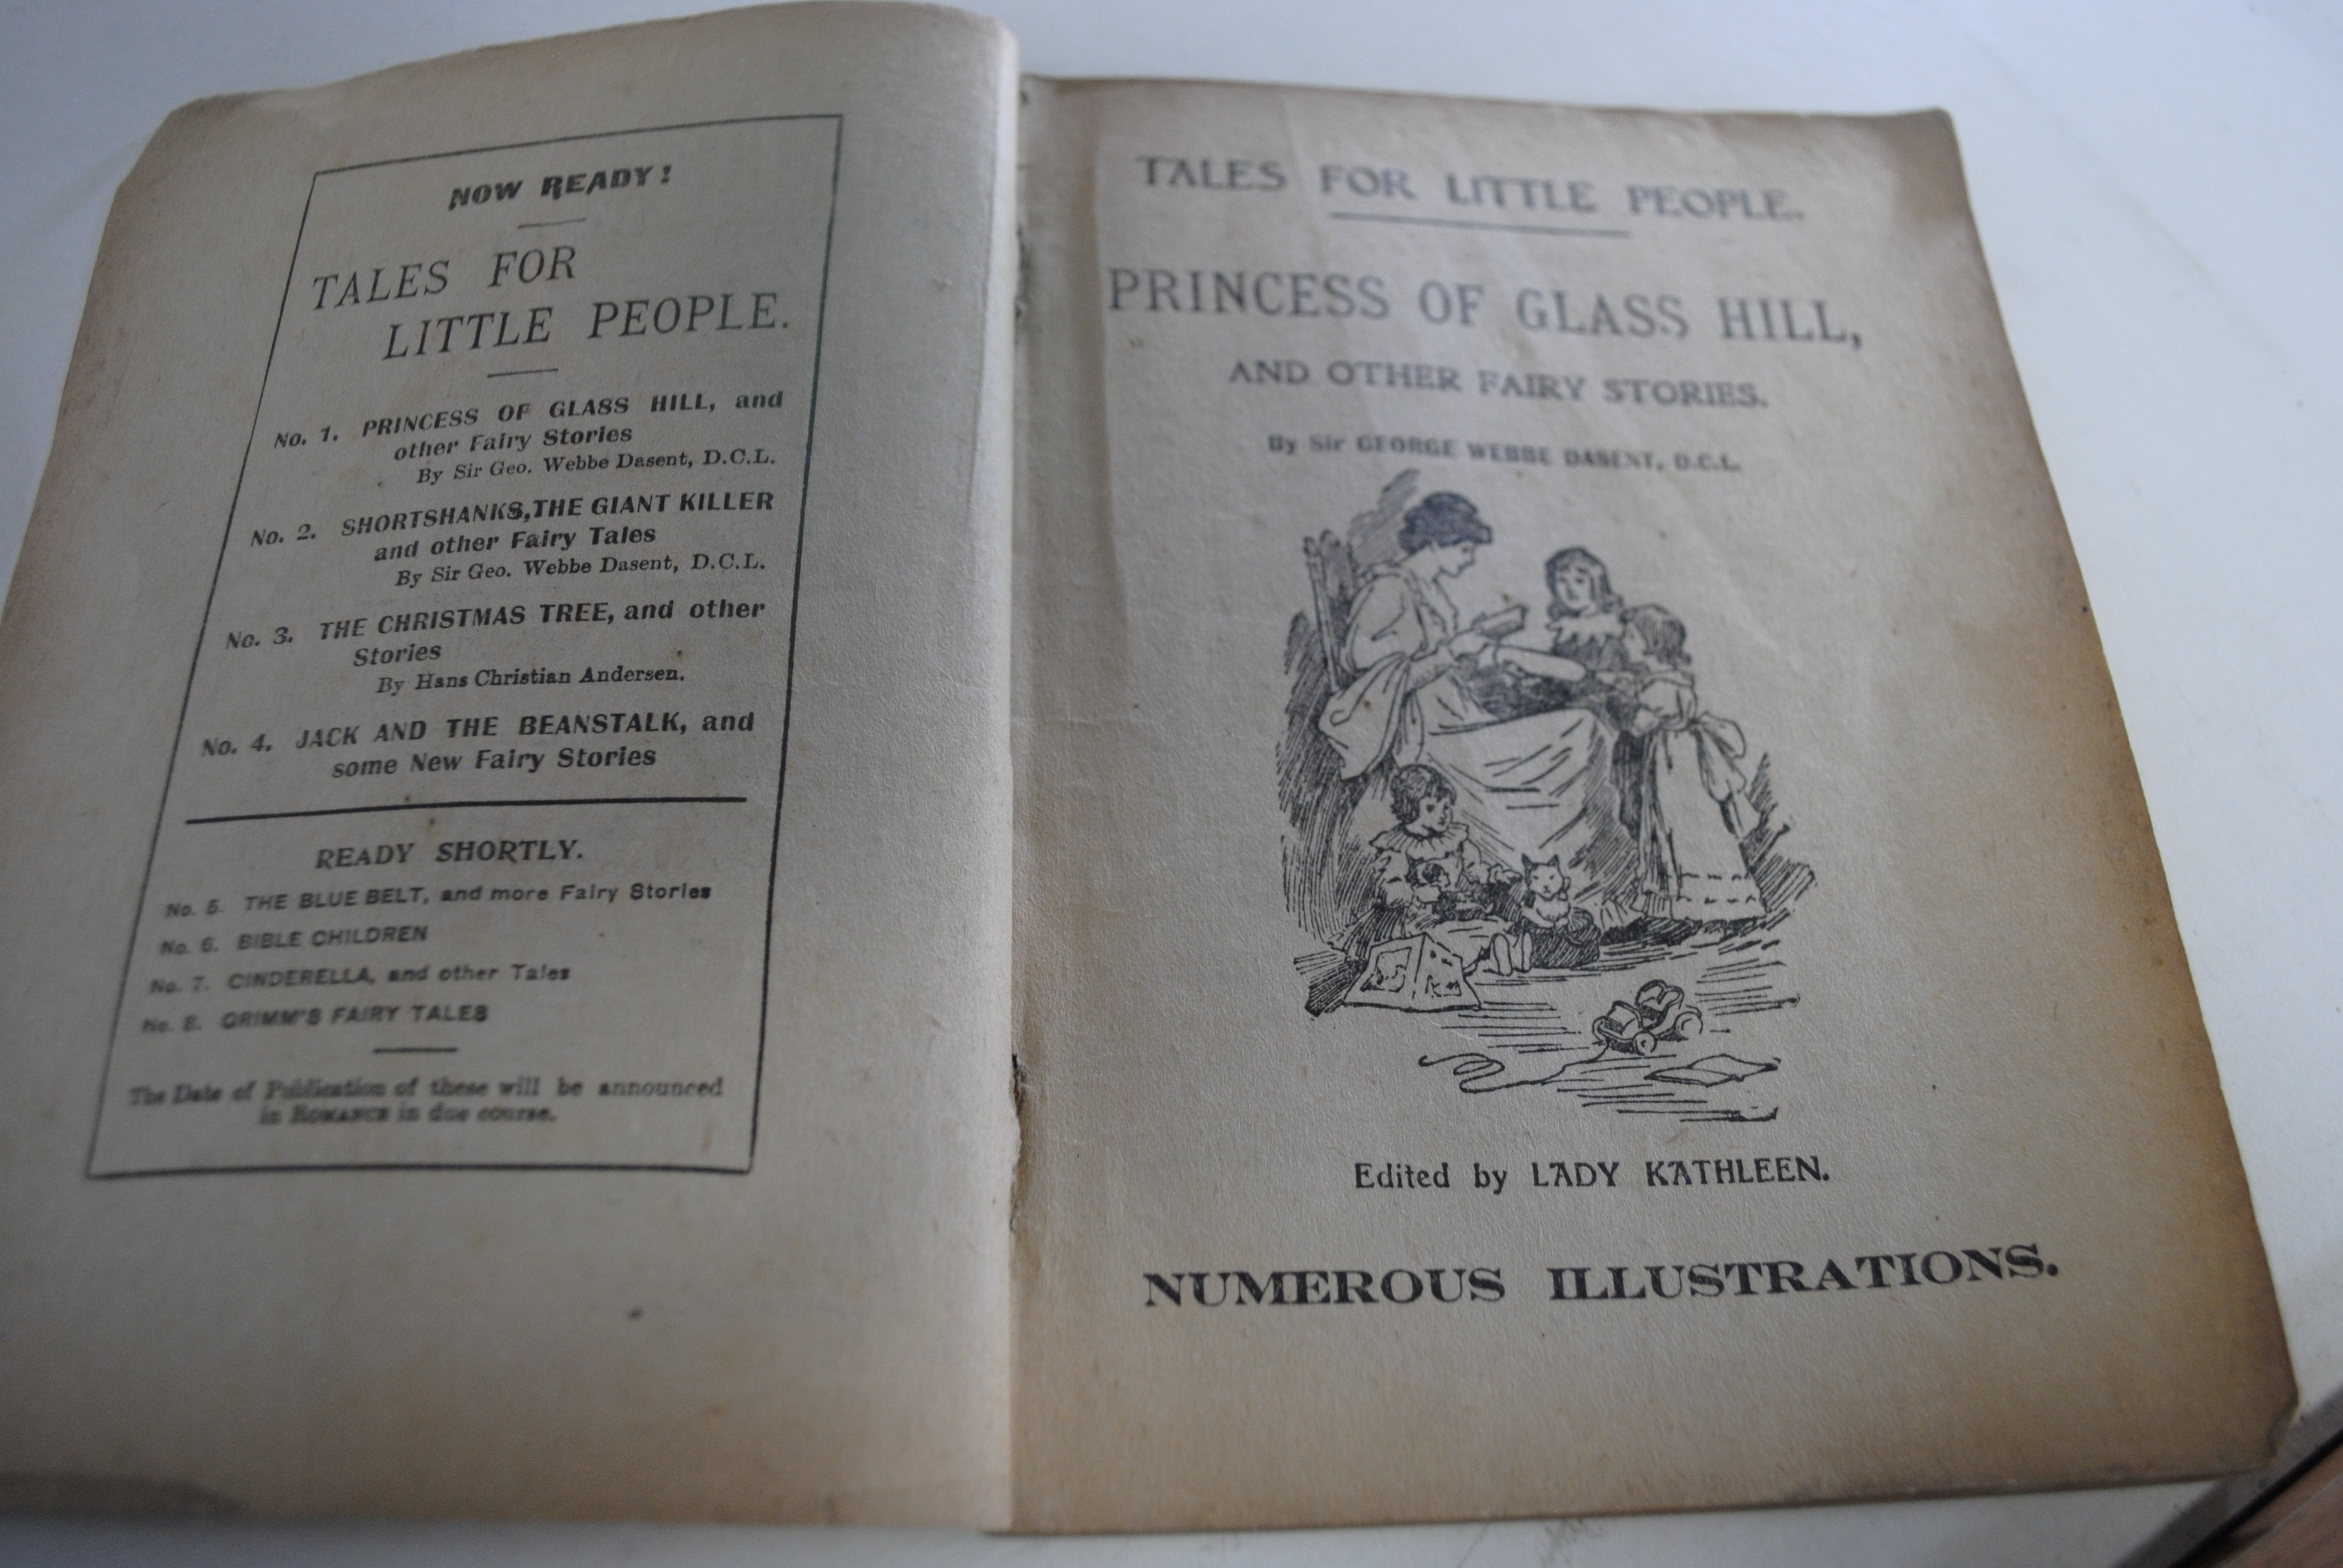 NOW READY!
TALES FOR
LITTLE PEOPLE.
No. 1. PRINCESS OF GLASS HILL, and
other Fairy Stories
By Sir Geo. Webbe Dasent, D.C.L.
No. 2. SHORTSHANKS, THE GIANT KILLER
and other Fairy Tales
By Sir Geo. Webbe Dasent, D.C.L.
No. 3. THE CHRISTMAS TREE, and other
Stories
By Hans Christian Andersen.
No. 4. JACK AND THE BEANSTALK, and
some New Fairy Stories
READY SHORTLY.
No. 5. THE BLUE BELT, and more Fairy Stories
No. 6. BIBLE CHILDREN
No. 7. CINDERELLA, and other Tales
No. 8. GRIMM'S FAIRY TALES
The Date of Publication of these will be announced
in ROMANCE in due course.
TALES FOR LITTLE PEOPLE.
PRINCESS OF GLASS HILL,
AND OTHER FAIRY STORIES.
By Sir GEORGE WEBBE DASENT, D.C.L.
Edited by LADY KATHLEEN.
NUMEROUS ILLUSTRATIONS.